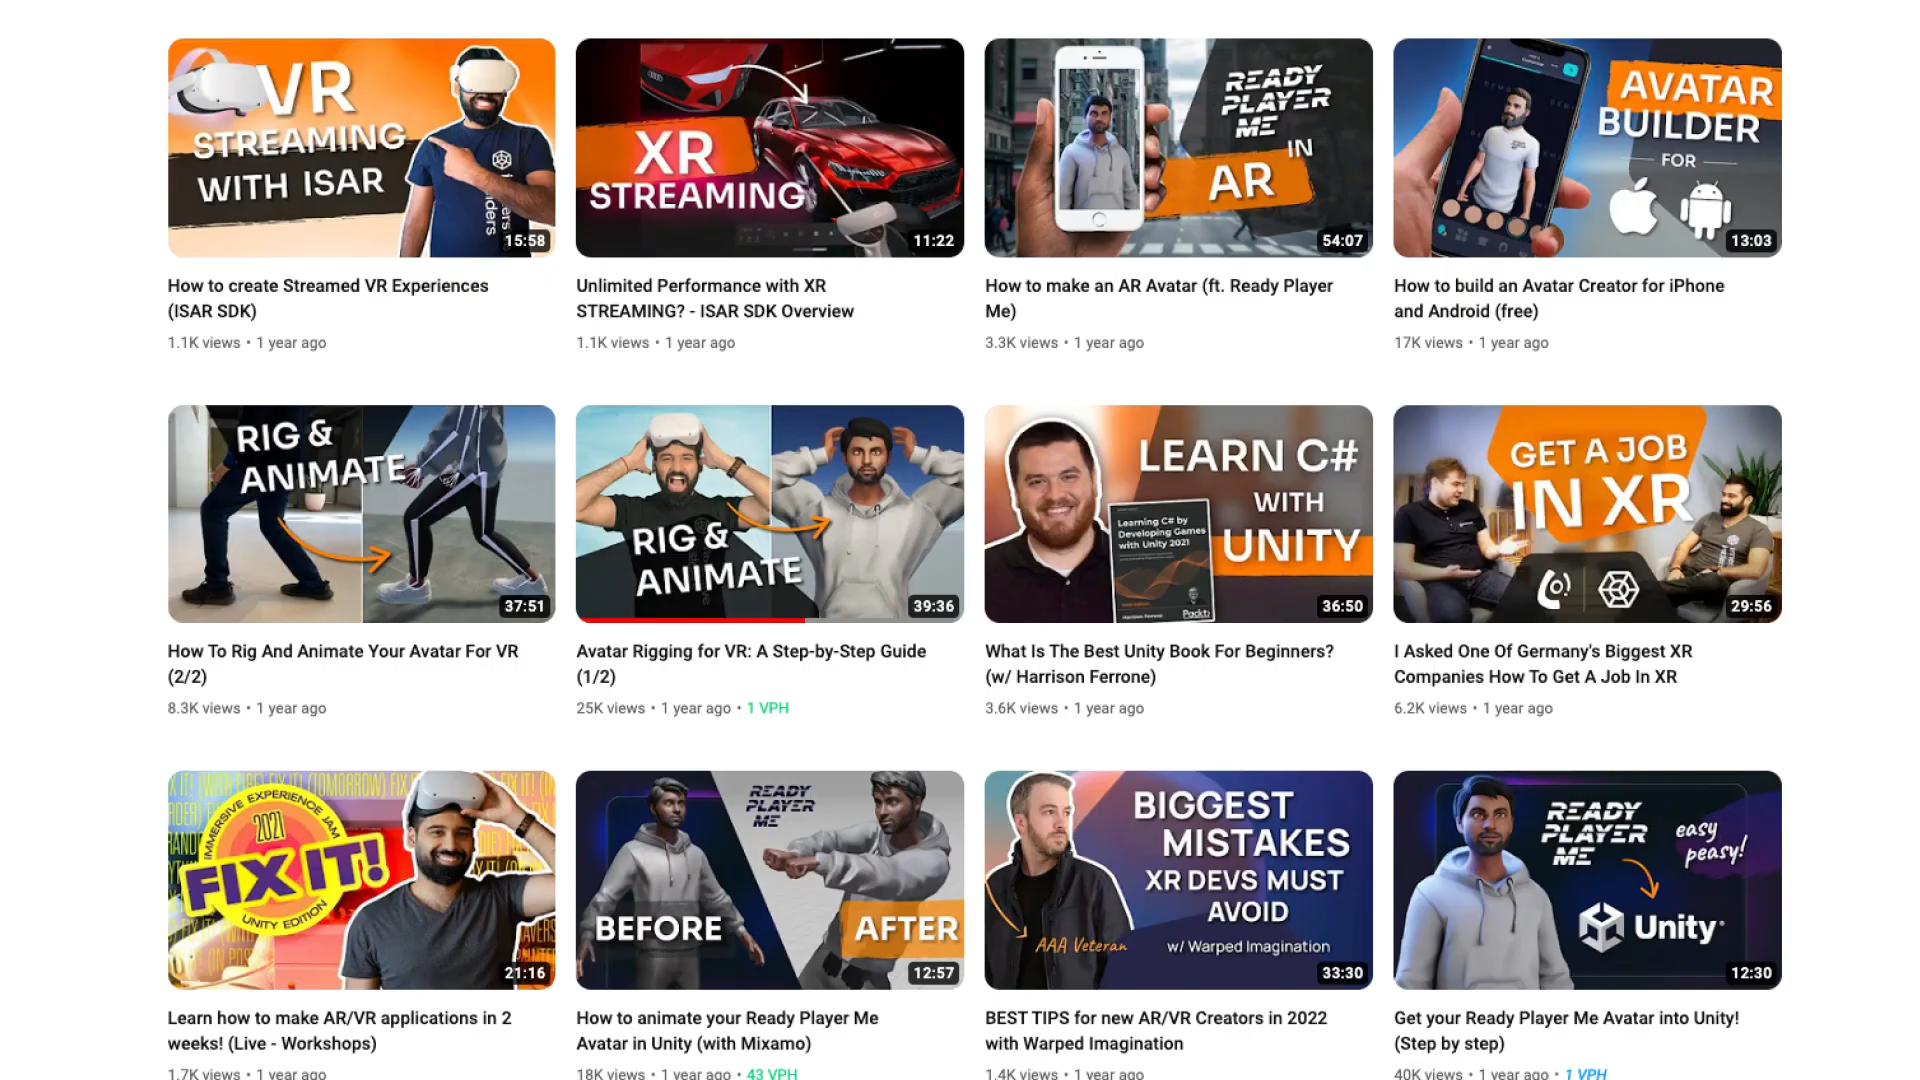 VR
STREAMING
WITH ISAR
15:58
How to create Streamed VR Experiences
(ISAR SDK)
1.1K views • 1 year ago
XR
STREAMING
11:22
Unlimited Performance with XR
STREAMING? - ISAR SDK Overview
1.1K views • 1 year ago
READY
PLAYER
ME
IN
AR
54:07
How to make an AR Avatar (ft. Ready Player
Me)
3.3K views • 1 year ago
AVATAR
BUILDER
FOR
13:03
How to build an Avatar Creator for iPhone
and Android (free)
17K views • 1 year ago
RIG &
ANIMATE
37:51
How To Rig And Animate Your Avatar For VR
(2/2)
8.3K views • 1 year ago
RIG &
ANIMATE
39:36
Avatar Rigging for VR: A Step-by-Step Guide
(1/2)
25K views • 1 year ago • 1 VPH
LEARN C#
WITH
UNITY
Learning C# by
Developing Games
with Unity 2021
Harrison Ferrone
Packt
36:50
What Is The Best Unity Book For Beginners?
(w/ Harrison Ferrone)
3.6K views • 1 year ago
GET A JOB
IN XR
29:56
I Asked One Of Germany's Biggest XR
Companies How To Get A Job In XR
6.2K views • 1 year ago
IMMERSIVE EXPERIENCE JAM
2021
FIX IT!
UNITY EDITION
21:16
Learn how to make AR/VR applications in 2
weeks! (Live - Workshops)
1.7K views • 1 year ago
READY
PLAYER
ME
BEFORE
AFTER
12:57
How to animate your Ready Player Me
Avatar in Unity (with Mixamo)
18K views • 1 year ago • 43 VPH
BIGGEST
MISTAKES
XR DEVS MUST
AVOID
AAA Veteran
w/ Warped Imagination
33:30
BEST TIPS for new AR/VR Creators in 2022
with Warped Imagination
1.4K views • 1 year ago
READY
PLAYER
ME
easy
peasy!
Unity
12:30
Get your Ready Player Me Avatar into Unity!
(Step by step)
40K views • 1 year ago • 1 VPH